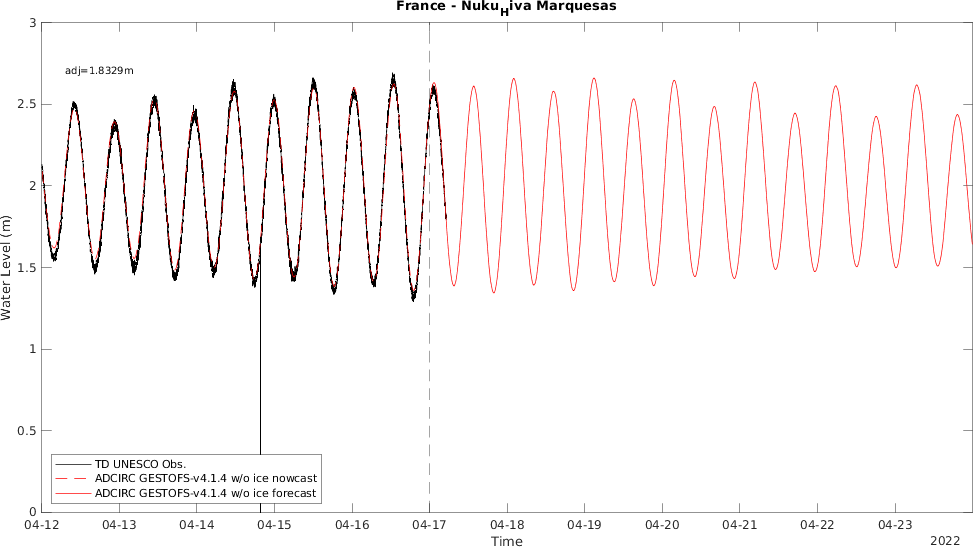 France - Nuku_Hiva Marquesas
adj=1.8329m
3
2.5
2
1.5
1
0.5
0
Water Level (m)
TD UNESCO Obs.
ADCIRC GESTOFS-v4.1.4 w/o ice nowcast
ADCIRC GESTOFS-v4.1.4 w/o ice forecast
04-12 04-13 04-14 04-15 04-16 04-17 04-18 04-19 04-20 04-21 04-22 04-23
Time
2022